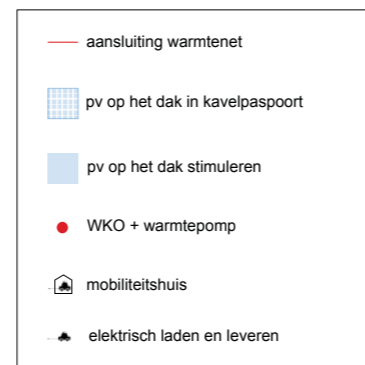 aansluiting warmtenet
pv op het dak in kavelpaspoort
pv op het dak stimuleren
WKO + warmtepomp
mobiliteitshuis
elektrisch laden en leveren